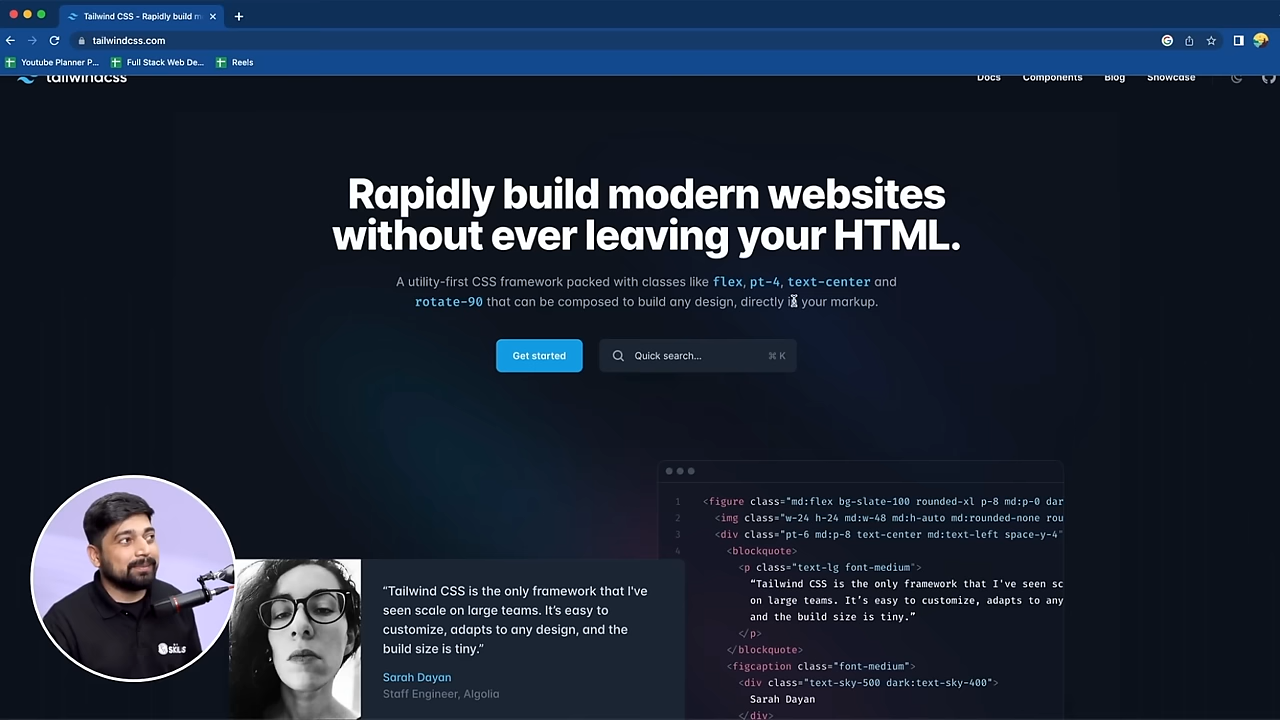 Tailwind CSS - Rapidly build m
tailwindcss.com
Youtube Planner P...
Full Stack Web De...
Reels
tailwindcss
Docs
Components
Blog
Showcase
Rapidly build modern websites
without ever leaving your HTML.
A utility-first CSS framework packed with classes like flex, pt-4, text-center and
rotate-90 that can be composed to build any design, directly in your markup.
Get started
Quick search...
⌘ K
1 <figure class="md:flex bg-slate-100 rounded-xl p-8 md:p-0 dar
2 <img class="w-24 h-24 md:w-48 md:h-auto md:rounded-none rou
3 <div class="pt-6 md:p-8 text-center md:text-left space-y-4"
4 <blockquote>
<p class="text-lg font-medium">
“Tailwind CSS is the only framework that I've seen sc
on large teams. It’s easy to customize, adapts to any
and the build size is tiny.”
</p>
</blockquote>
<figcaption class="font-medium">
<div class="text-sky-500 dark:text-sky-400">
Sarah Dayan
</div>
“Tailwind CSS is the only framework that I've
seen scale on large teams. It’s easy to
customize, adapts to any design, and the
build size is tiny.”
Sarah Dayan
Staff Engineer, Algolia